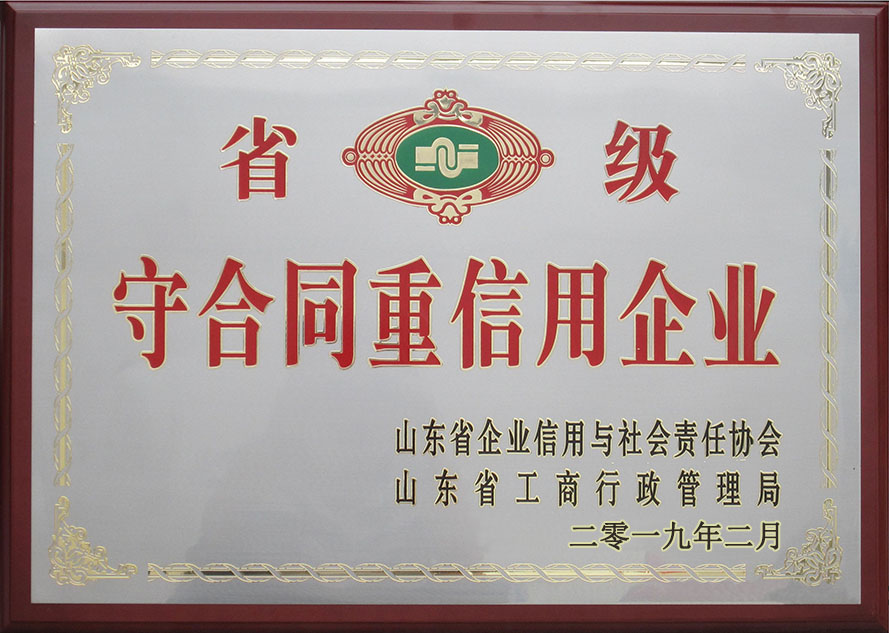 省级
守合同重信用企业
山东省企业信用与社会责任协会
山东省工商行政管理局
二零一九年二月